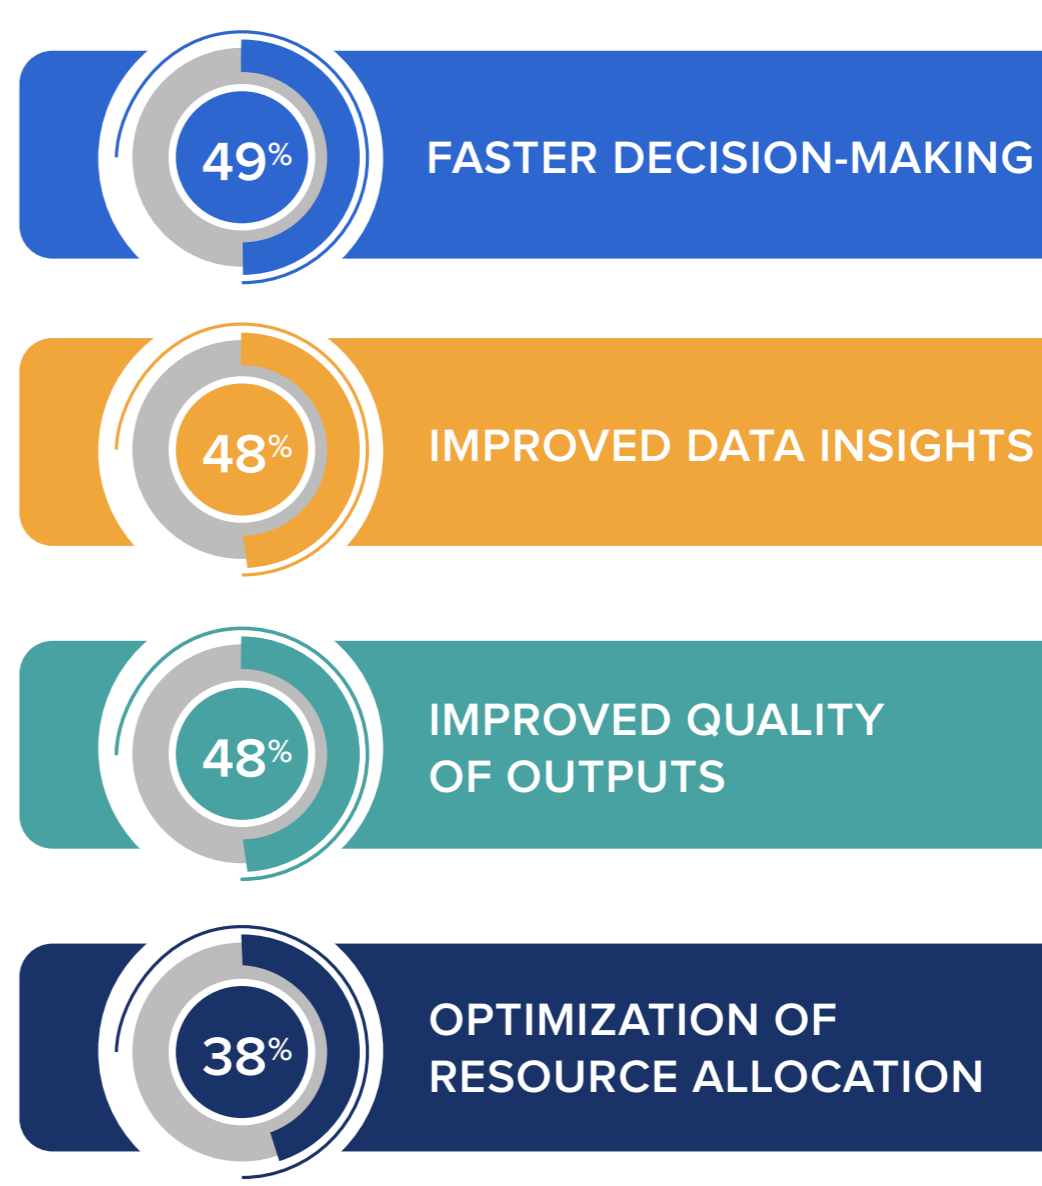 49% FASTER DECISION-MAKING
48% IMPROVED DATA INSIGHTS
48% IMPROVED QUALITY
OF OUTPUTS
38% OPTIMIZATION OF
RESOURCE ALLOCATION